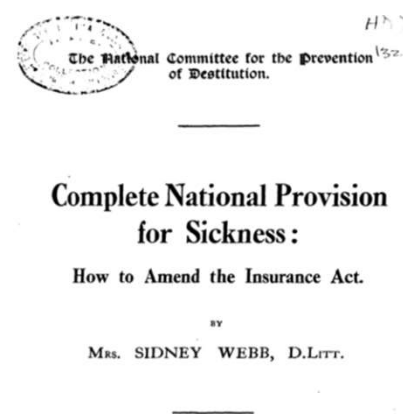 The National Committee for the Prevention
of Destitution.
Complete National Provision
for Sickness:
How to Amend the Insurance Act.
BY
MRS. SIDNEY WEBB, D.LITT.